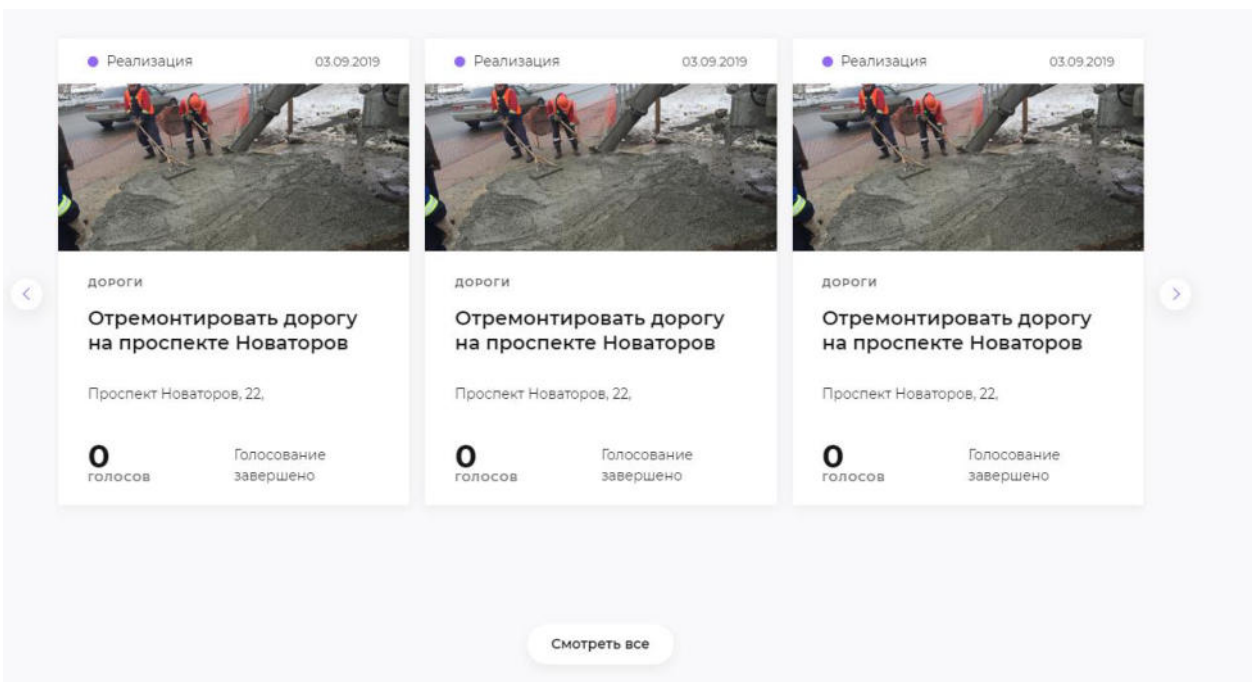 Реализация 03.09.2019
Реализация 03.09.2019
Реализация 03.09.2019
ДОРОГИ
Отремонтировать дорогу
на проспекте Новаторов
Проспект Новаторов, 22,
0
голосов
Голосование
завершено
ДОРОГИ
Отремонтировать дорогу
на проспекте Новаторов
Проспект Новаторов, 22,
0
голосов
Голосование
завершено
ДОРОГИ
Отремонтировать дорогу
на проспекте Новаторов
Проспект Новаторов, 22,
0
голосов
Голосование
завершено
Смотреть все